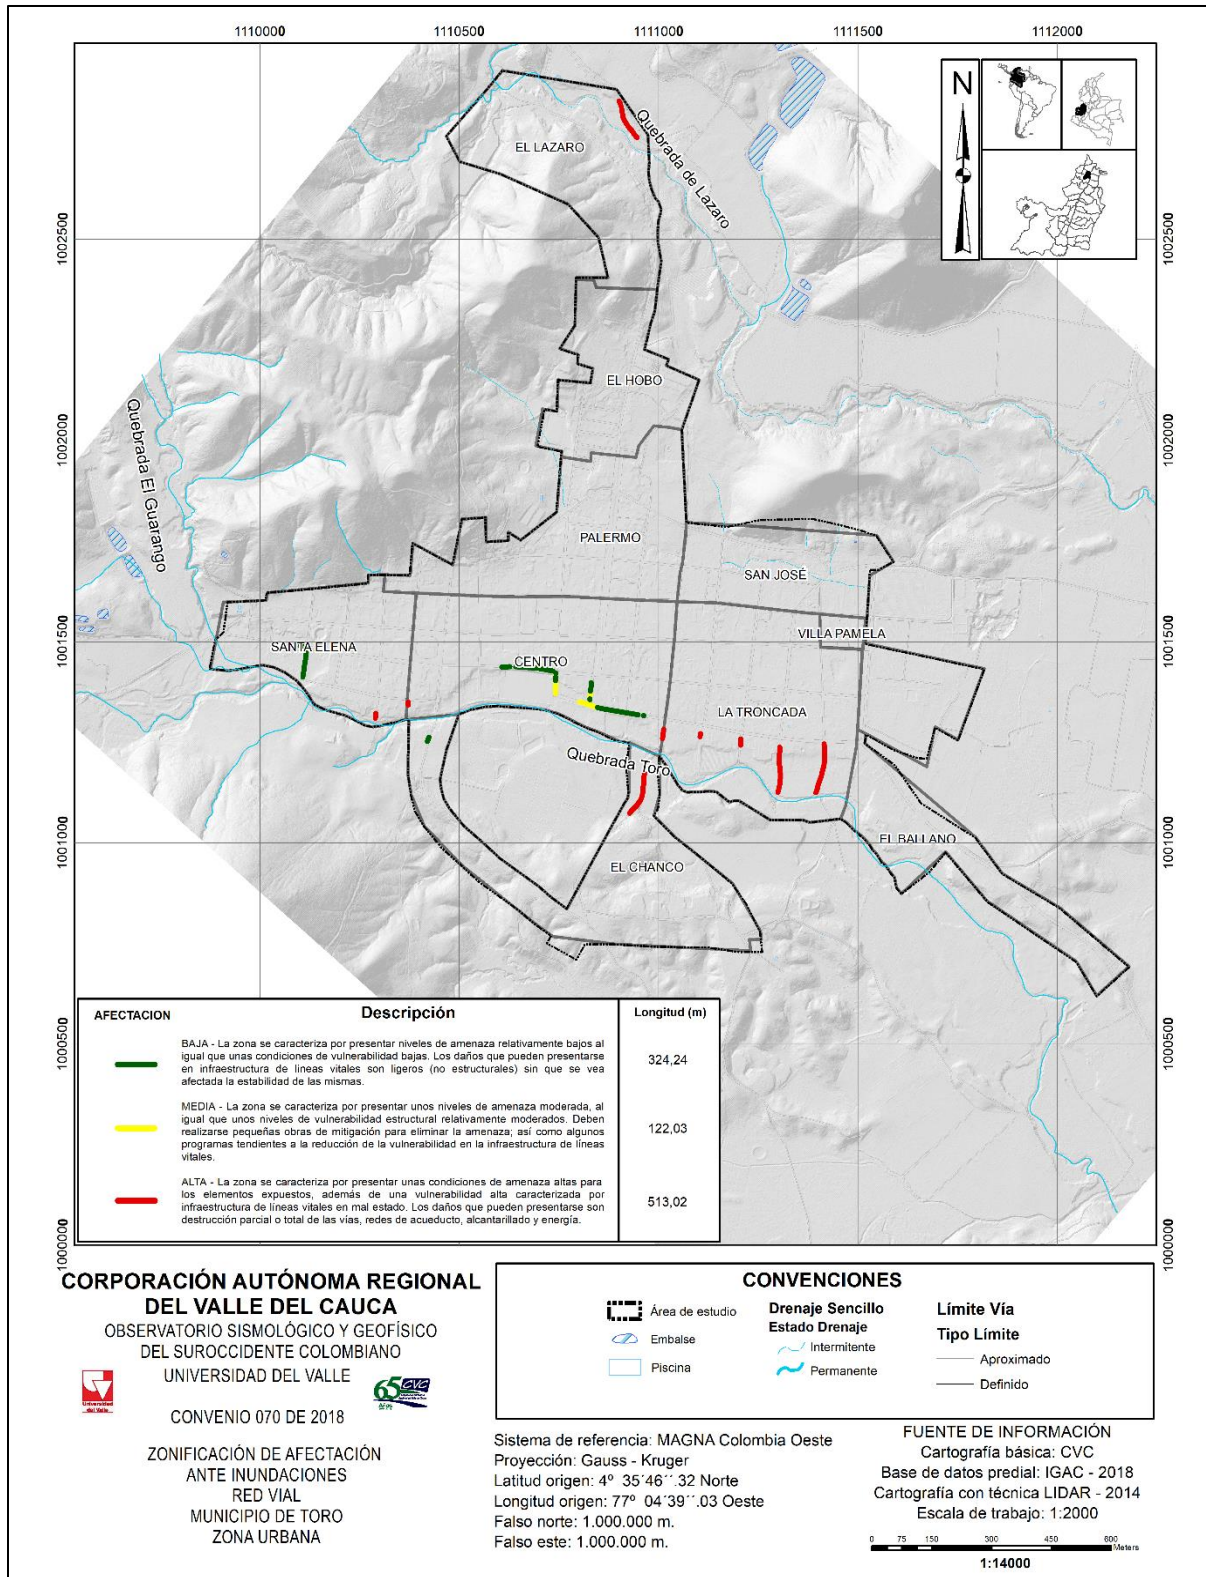 1110000
1110500
1111000
1111500
1112000
N
EL LAZARO
Quebrada de Lazaro
1002500
1002500
EL HOBO
1002000
1002000
Quebrada El Guarango
PALERMO
SAN JOSÉ
1001500
1001500
SANTA ELENA
VILLA PAMELA
CENTRO
LA TRONCADA
Quebrada Toro
1001000
1001000
EL BALLANO
EL CHANCO
1000500
1000500
AFECTACION
Descripción
Longitud (m)
BAJA - La zona se caracteriza por presentar niveles de amenaza relativamente bajos al
igual que unas condiciones de vulnerabilidad bajas. Los daños que pueden presentarse
en infraestructura de lineas vitales son ligeros (no estructurales) sin que se vea
afectada la estabilidad de las mismas.
324,24
MEDIA - La zona se caracteriza por presentar unos niveles de amenaza moderada, al
igual que unos niveles de vulnerabilidad estructural relativamente moderados. Deben
realizarse pequeñas obras de mitigación para eliminar la amenaza; así como algunos
programas tendientes a la reducción de la vulnerabilidad en la infraestructura de líneas
vitales.
122,03
ALTA - La zona se caracteriza por presentar unas condiciones de amenaza altas para
los elementos expuestos, además de una vulnerabilidad alta caracterizada por
infraestructura de líneas vitales en mal estado. Los daños que pueden presentarse son
destrucción parcial o total de las vías, redes de acueducto, alcantarillado y energía.
513,02
1000000
1000000
CORPORACIÓN AUTÓNOMA REGIONAL
DEL VALLE DEL CAUCA
OBSERVATORIO SISMOLÓGICO Y GEOFÍSICO
DEL SUROCCIDENTE COLOMBIANO
UNIVERSIDAD DEL VALLE
Universidad
del Valle
65 CVC
CONVENIO 070 DE 2018
ZONIFICACIÓN DE AFECTACIÓN
ANTE INUNDACIONES
RED VIAL
MUNICIPIO DE TORO
ZONA URBANA
CONVENCIONES
Área de estudio
Embalse
Piscina
Drenaje Sencillo
Estado Drenaje
Intermitente
Permanente
Límite Vía
Tipo Límite
Aproximado
Definido
Sistema de referencia: MAGNA Colombia Oeste
Proyección: Gauss - Kruger
Latitud origen: 4º 35´46´´.32 Norte
Longitud origen: 77º 04´39´´.03 Oeste
Falso norte: 1.000.000 m.
Falso este: 1.000.000 m.
FUENTE DE INFORMACIÓN
Cartografía básica: CVC
Base de datos predial: IGAC - 2018
Cartografía con técnica LIDAR - 2014
Escala de trabajo: 1:2000
0 75 150 300 450 600
Meters
1:14000